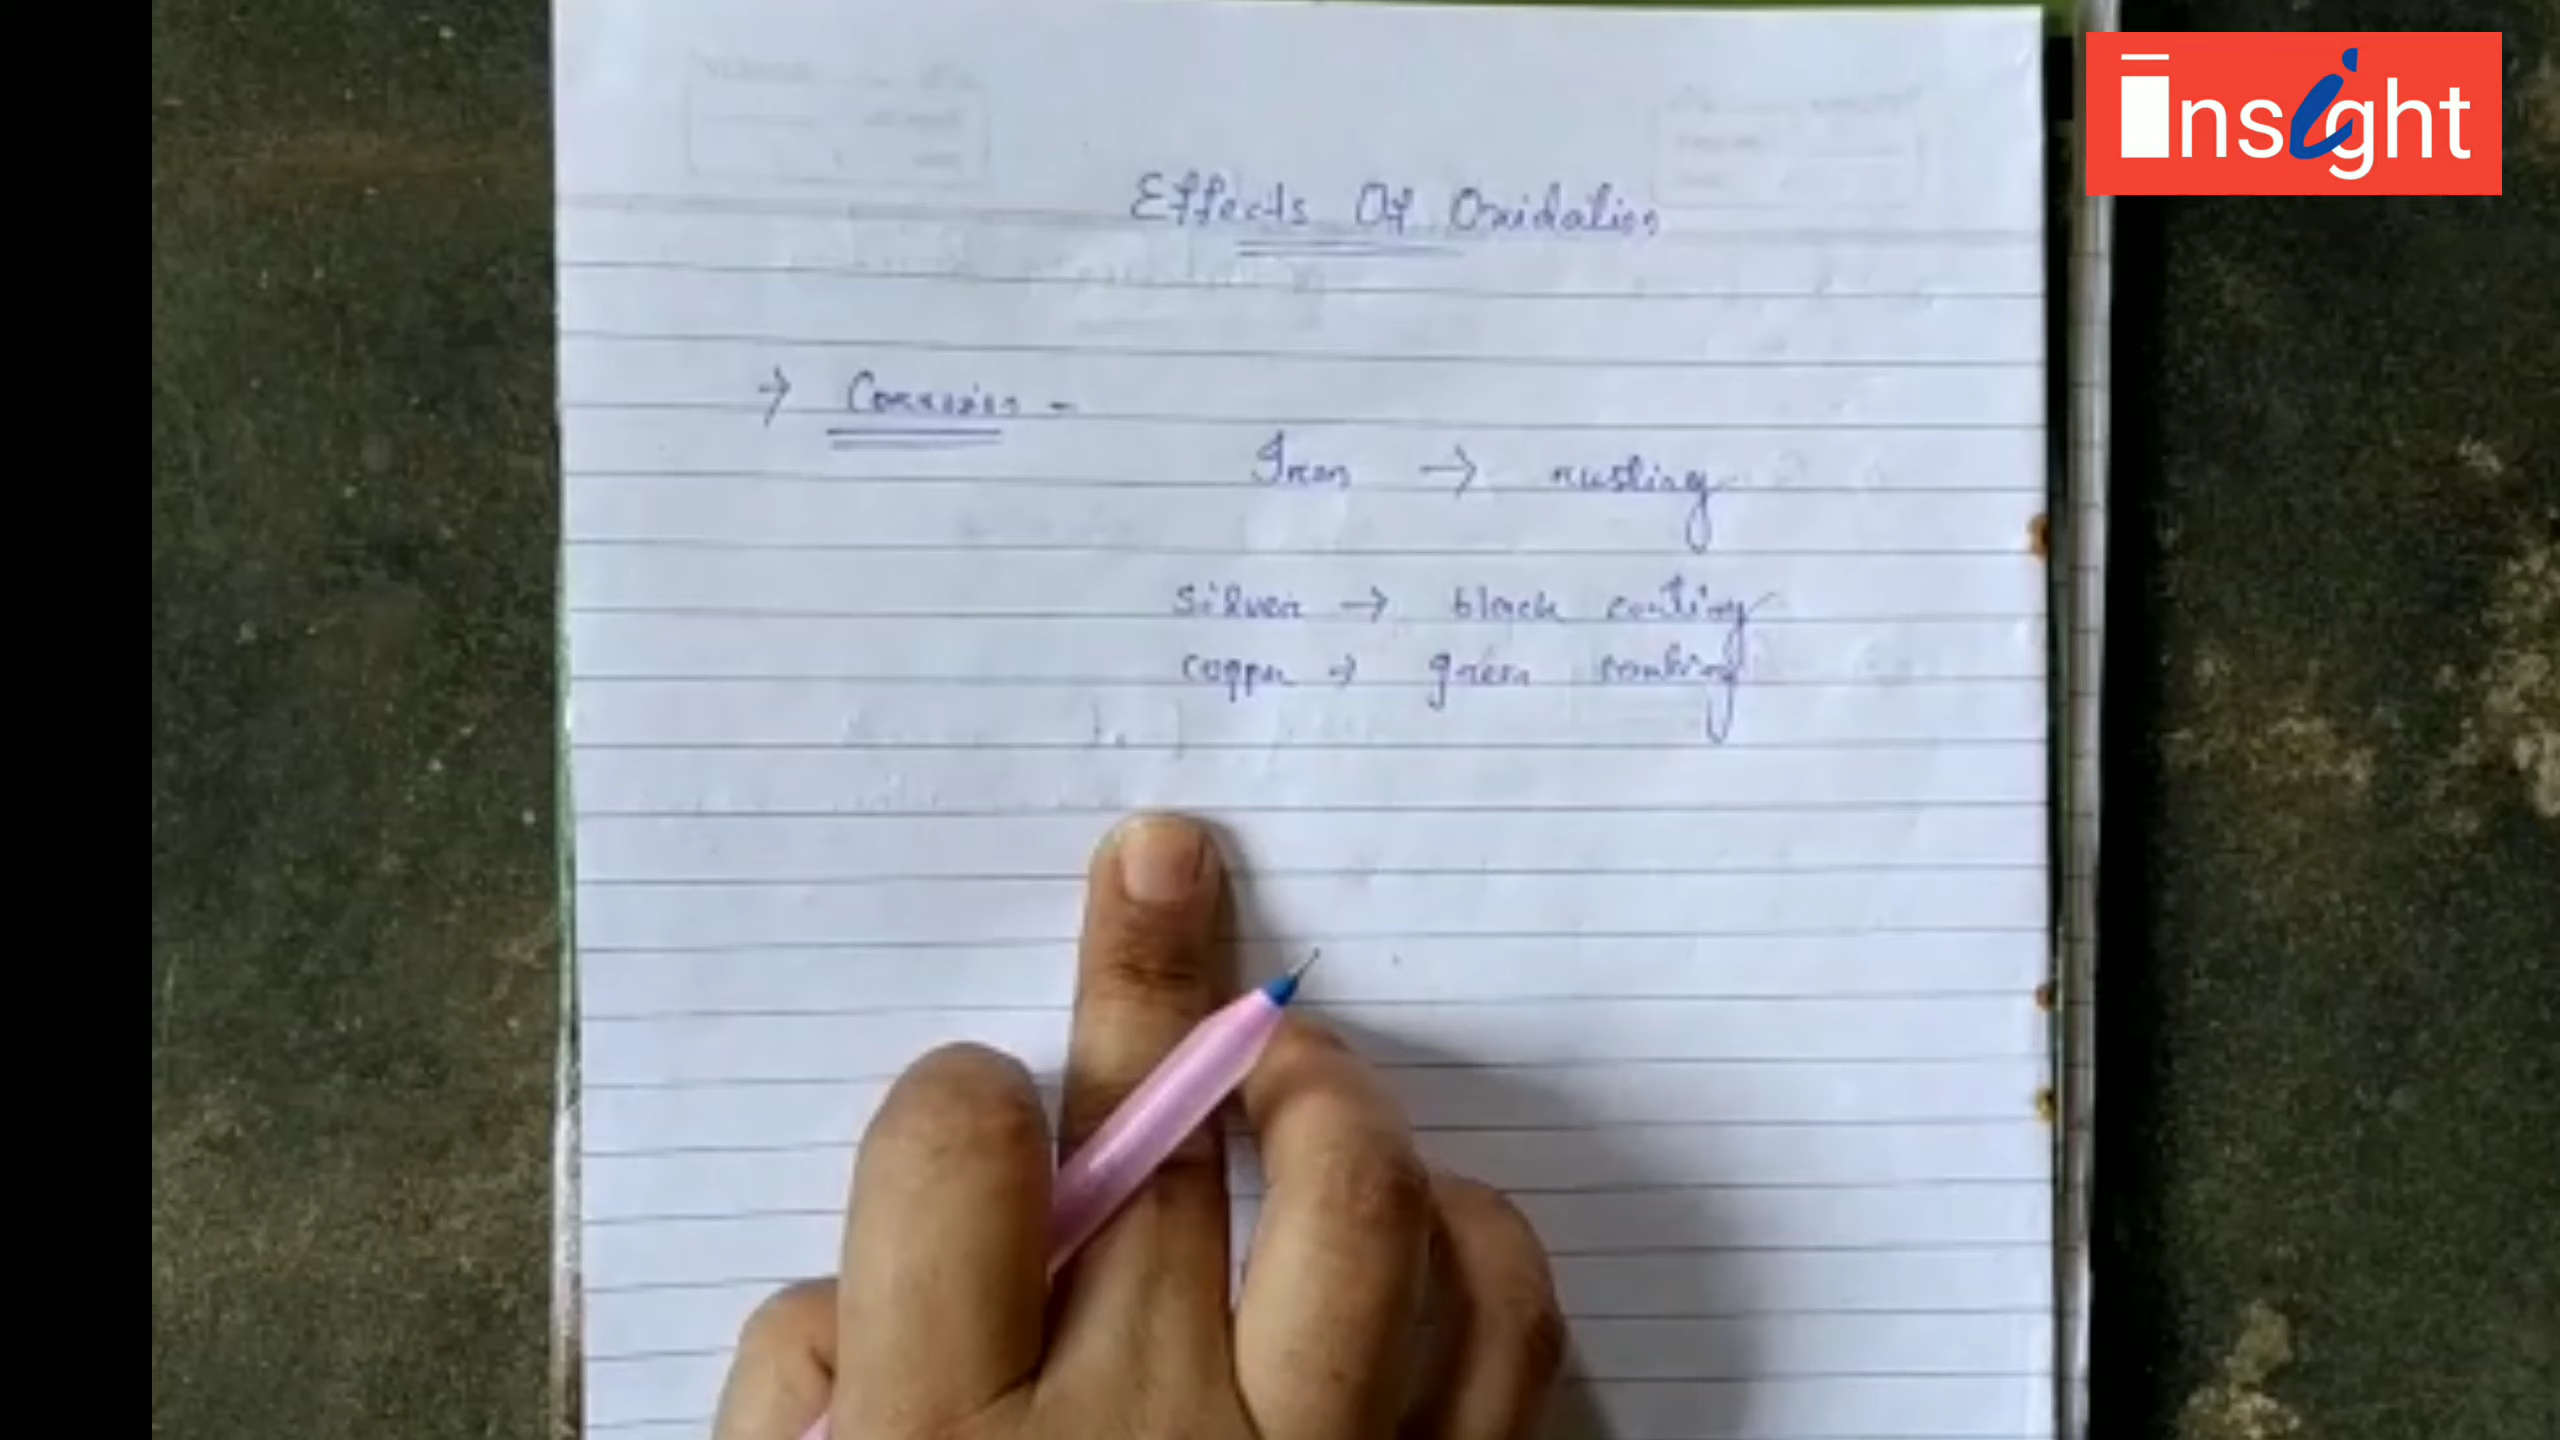 Insight
Effects Of Oxidation
→ Corrosion -
Iron → rusting
silver → black coating
copper → green coating